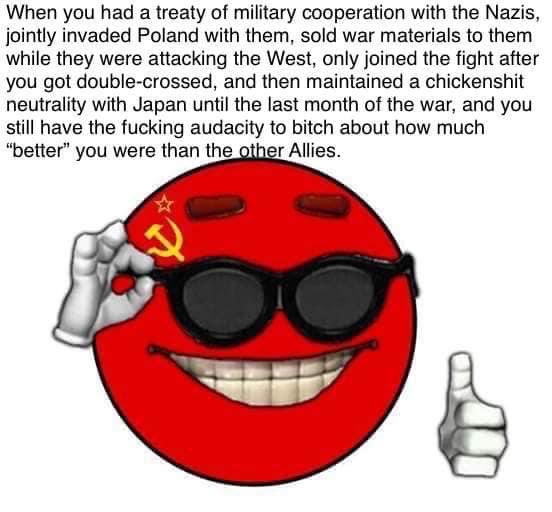 When you had a treaty of military cooperation with the Nazis,
jointly invaded Poland with them, sold war materials to them
while they were attacking the West, only joined the fight after
you got double-crossed, and then maintained a chickenshit
neutrality with Japan until the last month of the war, and you
still have the fucking audacity to bitch about how much
“better” you were than the other Allies.